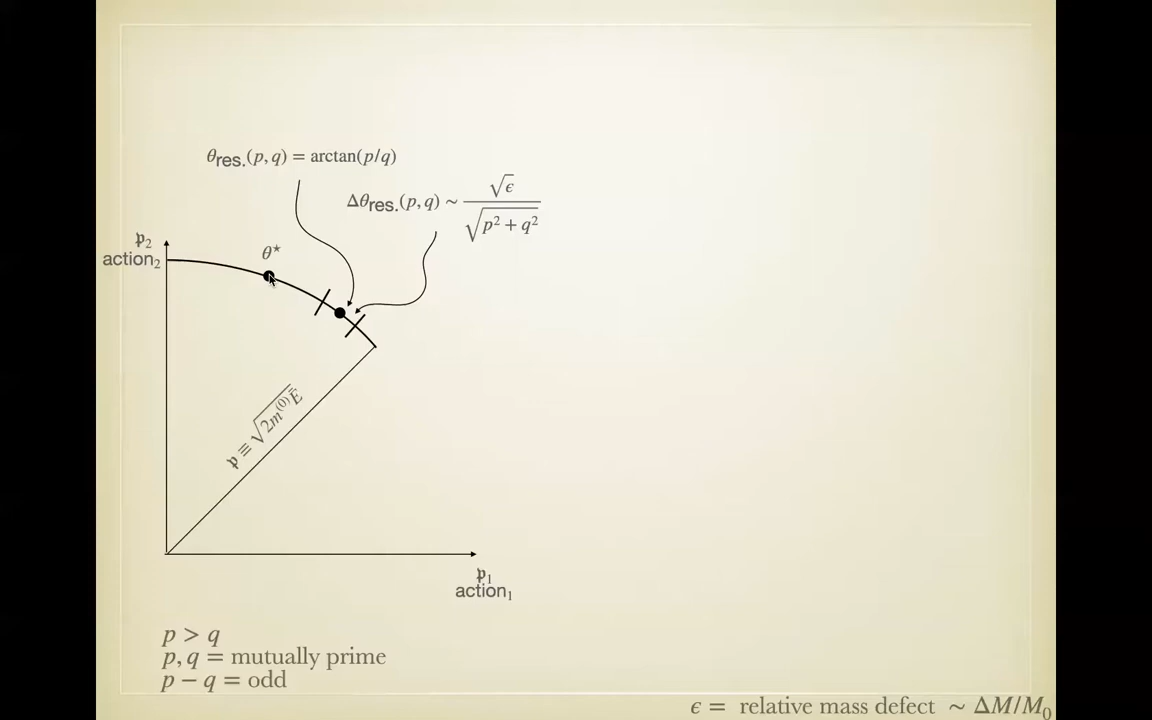 θres.(p, q) = arctan(p/q)
Δθres.(p, q) ~ √ϵ / √(p² + q²)
𝔭₂
action₂
θ⋆
𝔭 ≡ √(2m⁽⁰⁾Ē)
𝔭₁
action₁
p > q
p, q = mutually prime
p − q = odd
ϵ = relative mass defect ~ ΔM/M₀